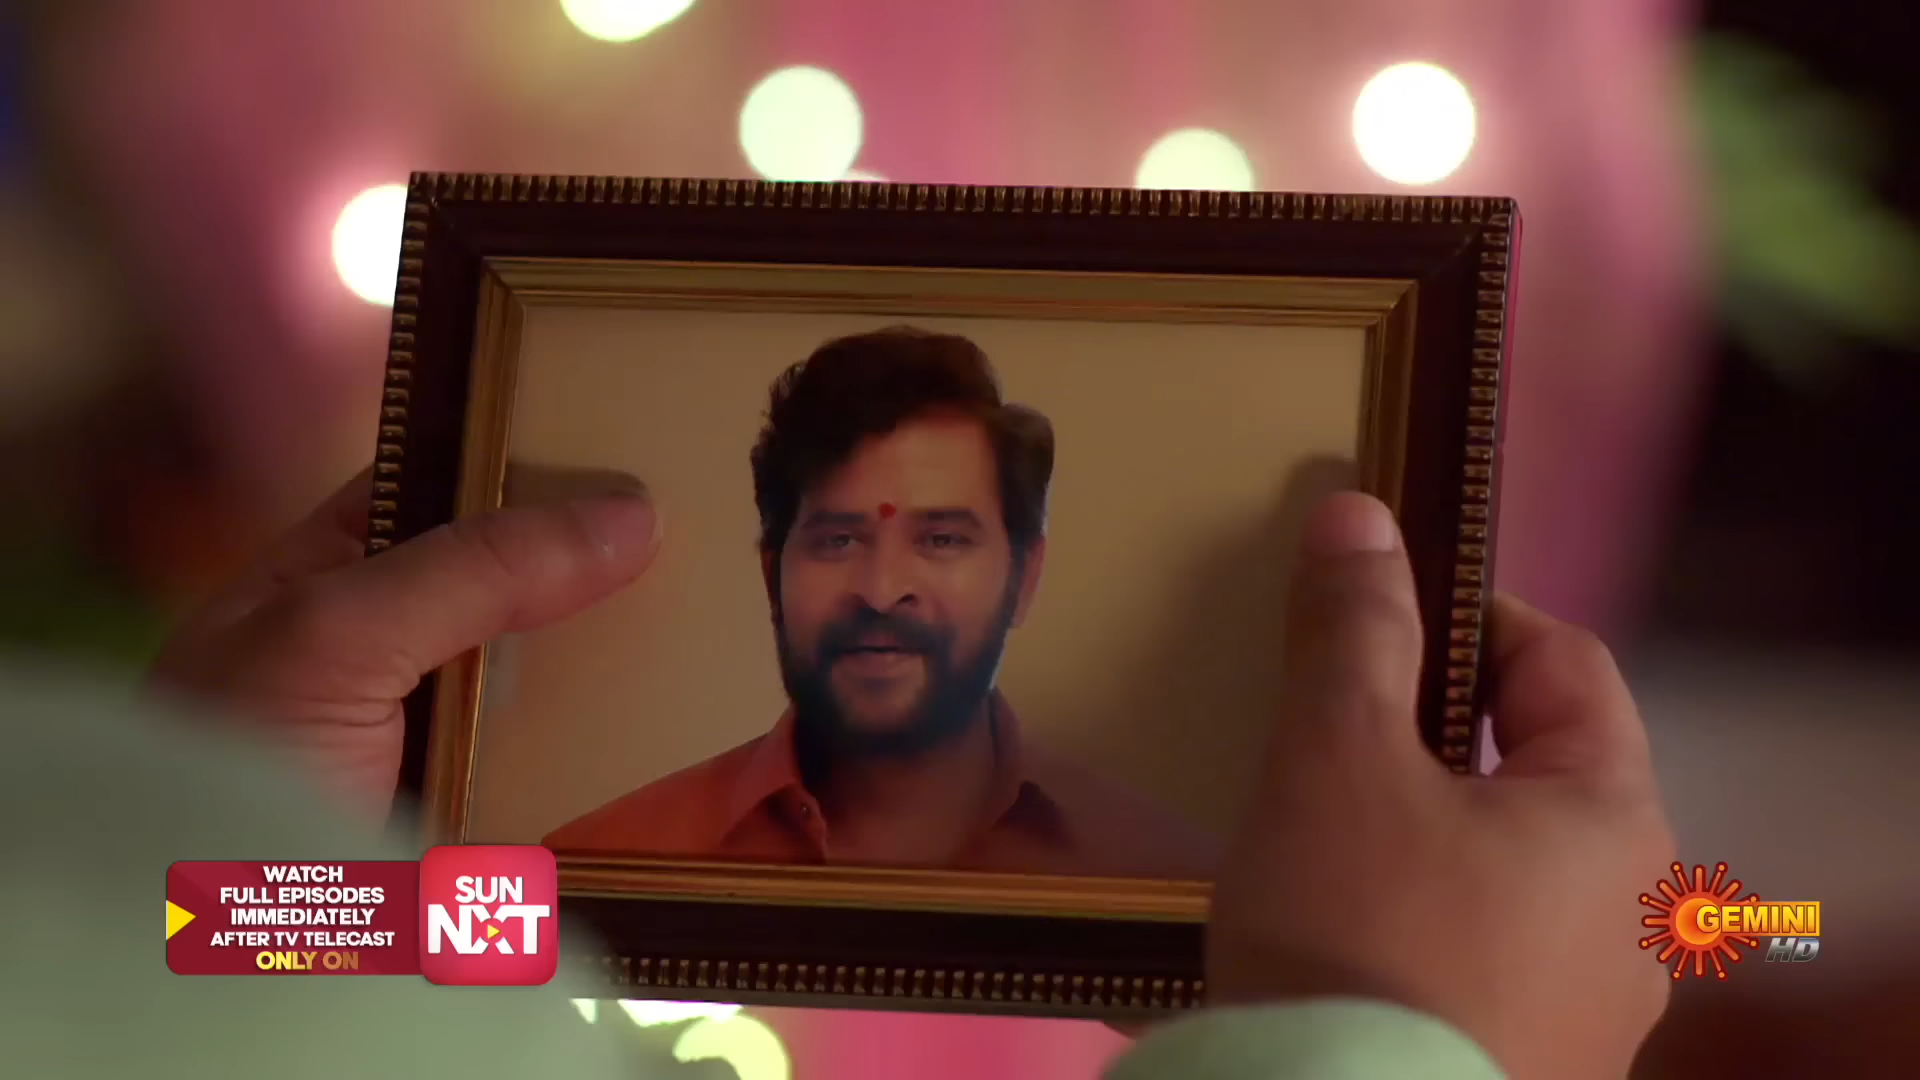 WATCH
FULL EPISODES
IMMEDIATELY
AFTER TV TELECAST
ONLY ON
SUN
NXT
GEMINI
HD